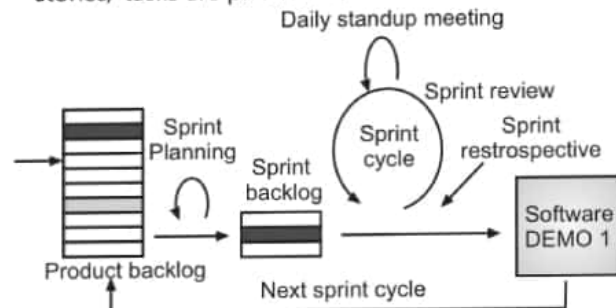 Daily standup meeting
Sprint review
Sprint
Planning
Sprint
cycle
Sprint
restrospective
Sprint
backlog
Software
DEMO 1
Product backlog
Next sprint cycle